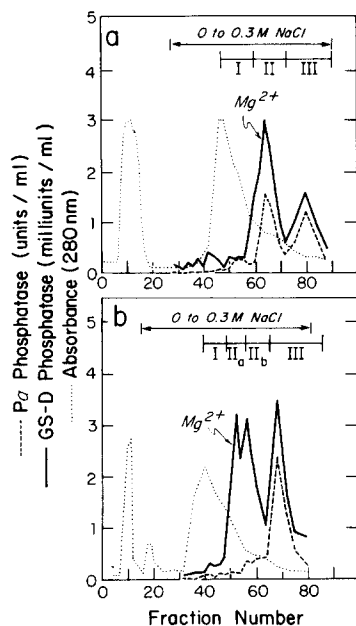 a
0 to 0.3 M NaCl
I II III
Mg2+
5
4
3
2
1
0
0 20 40 60 80
b
0 to 0.3 M NaCl
I IIa IIb III
Mg2+
5
4
3
2
1
0
0 20 40 60 80
Fraction Number
Pa Phosphatase (units / ml)
GS-D Phosphatase (milliunits / ml)
Absorbance (280 nm)